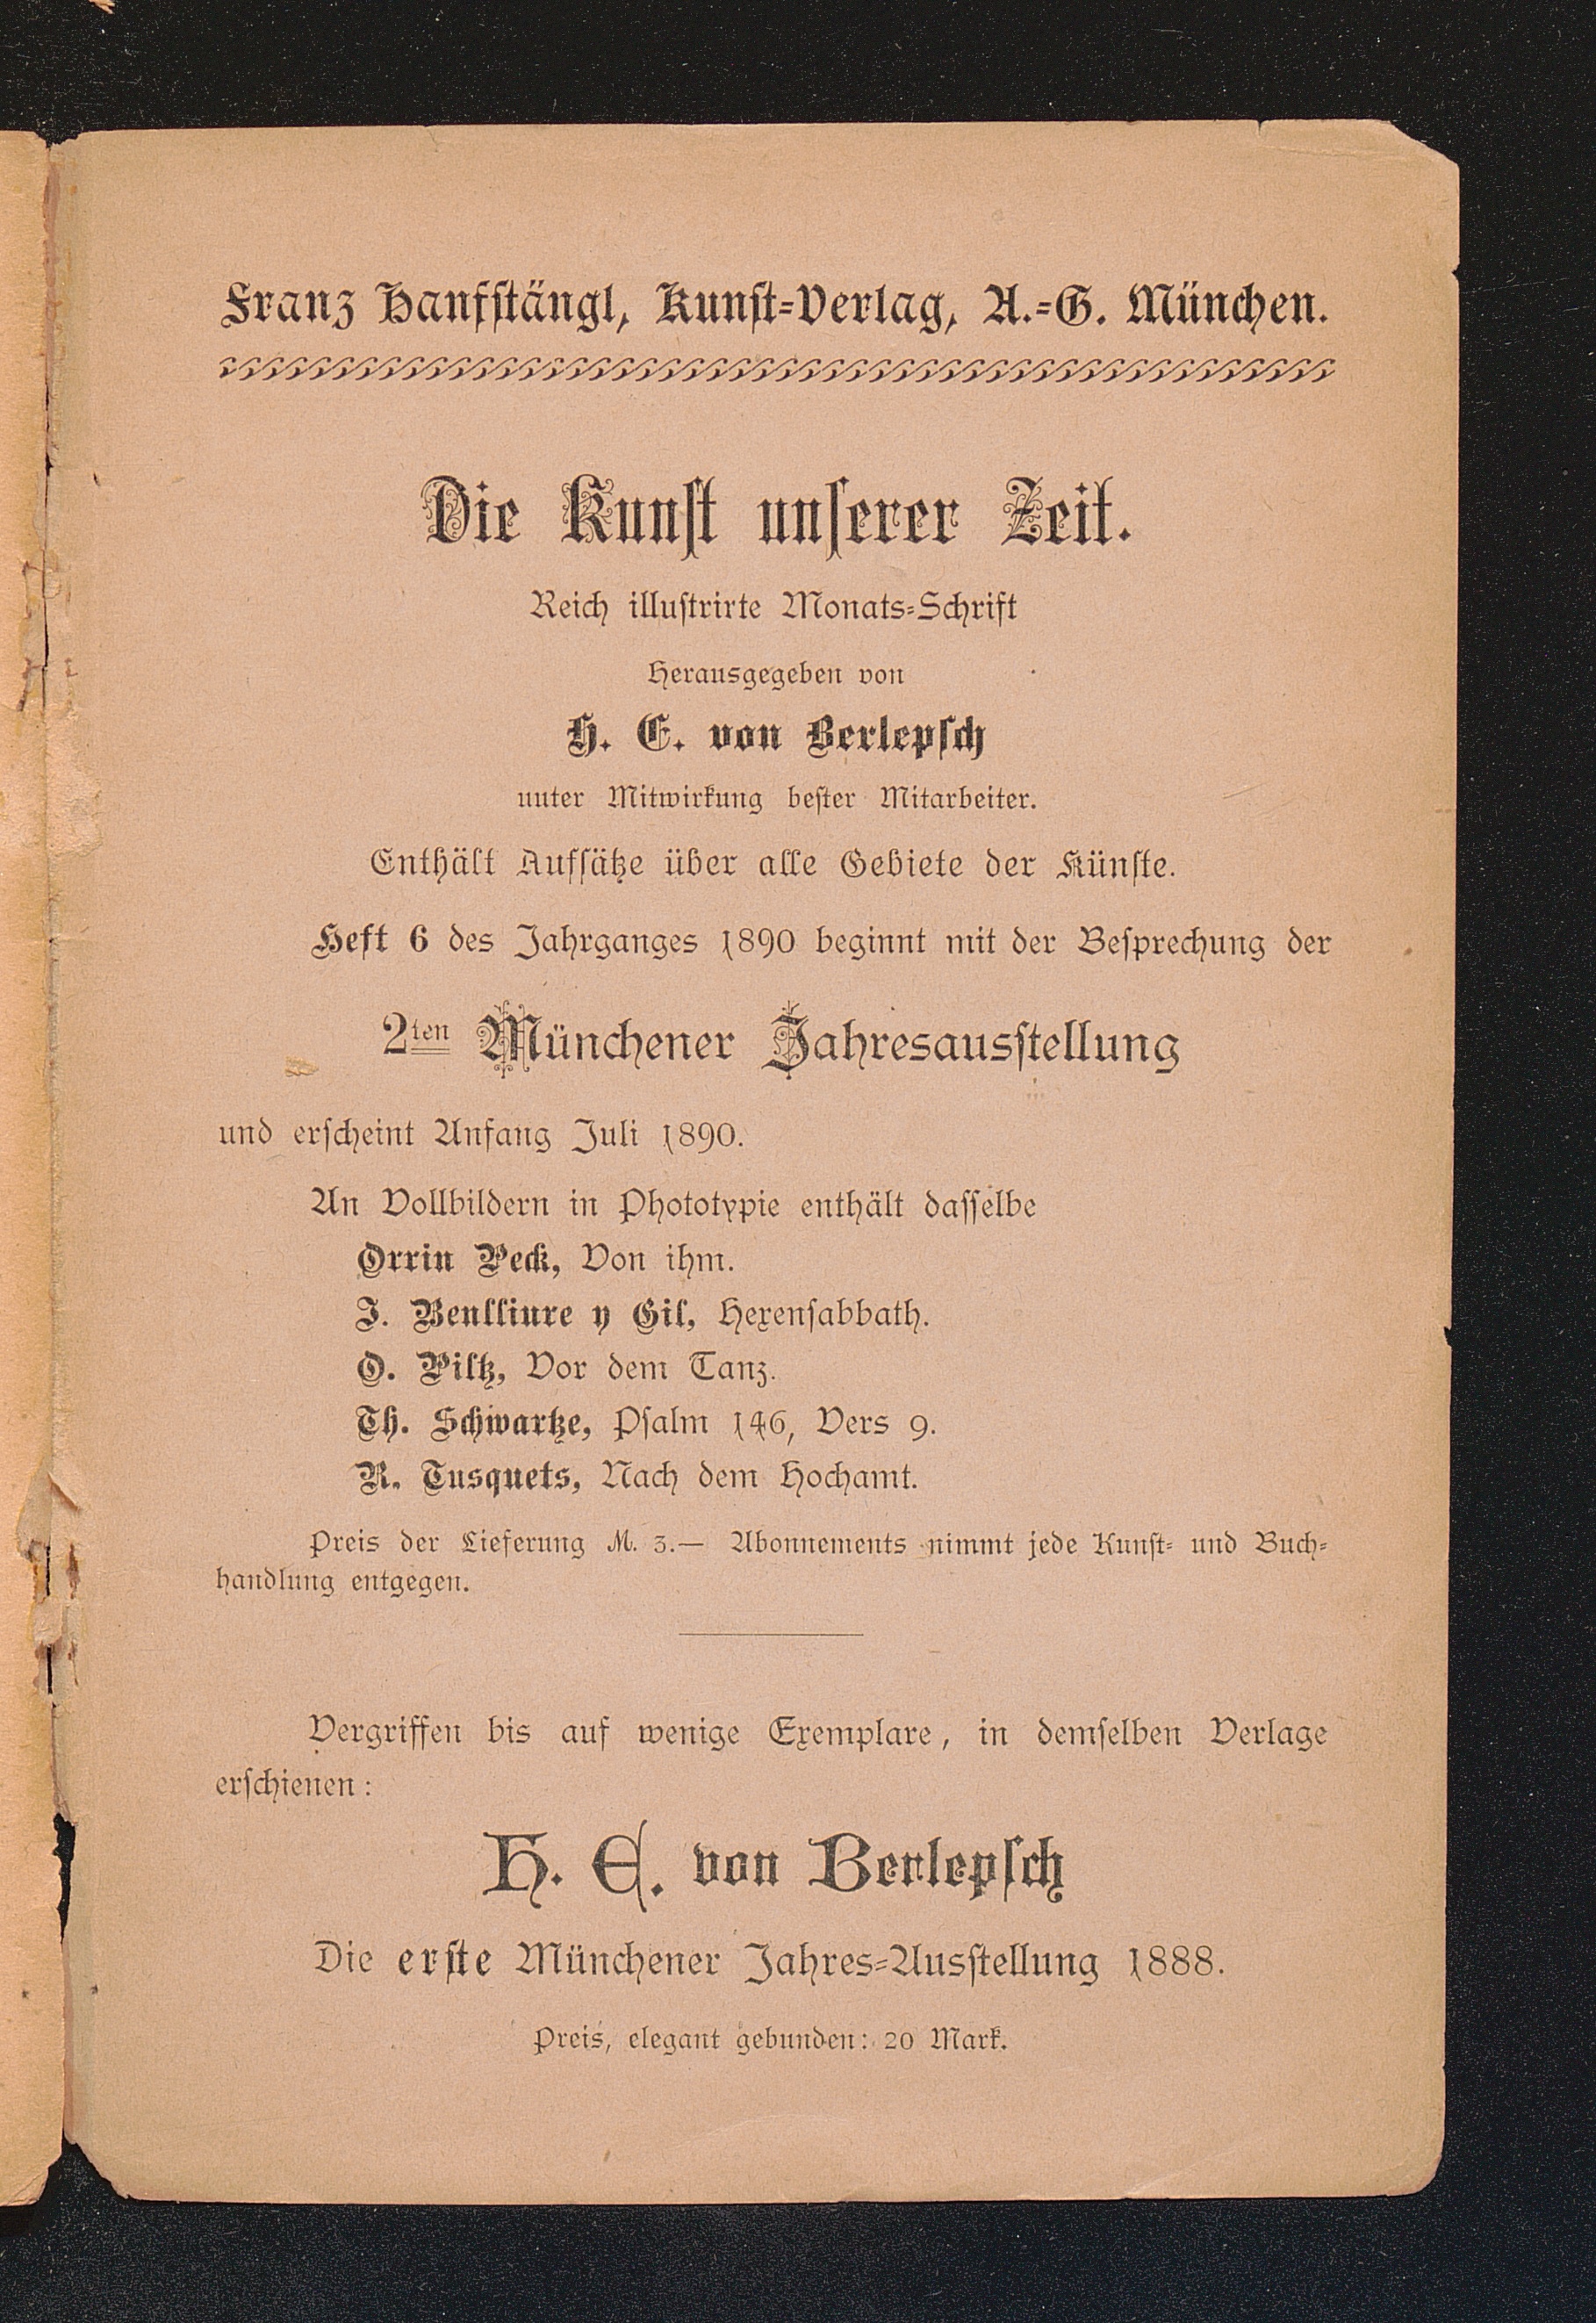 Franz Hanfstängl, Kunst-Verlag, A.-G. München.
Die Kunst unserer Zeit.
Reich illustrirte Monats-Schrift
Herausgegeben von
H. E. von Berlepsch
unter Mitwirkung bester Mitarbeiter.
Enthält Aufsätze über alle Gebiete der Künste.
Heft 6 des Jahrganges 1890 beginnt mit der Besprechung der
2ten Münchener Jahresausstellung
und erscheint Anfang Juli 1890.
An Vollbildern in Phototypie enthält dasselbe
Orrin Peck, Von ihm.
J. Benlliure y Gil, Hexensabbath.
O. Piltz, Vor dem Tanz.
Th. Schwartze, Psalm 146, Vers 9.
R. Tusquets, Nach dem Hochamt.
Preis der Lieferung M. 3.— Abonnements nimmt jede Kunst- und Buch-
handlung entgegen.
Vergriffen bis auf wenige Exemplare, in demselben Verlage
erschienen:
H. E. von Berlepsch
Die erste Münchener Jahres-Ausstellung 1888.
Preis, elegant gebunden: 20 Mark.